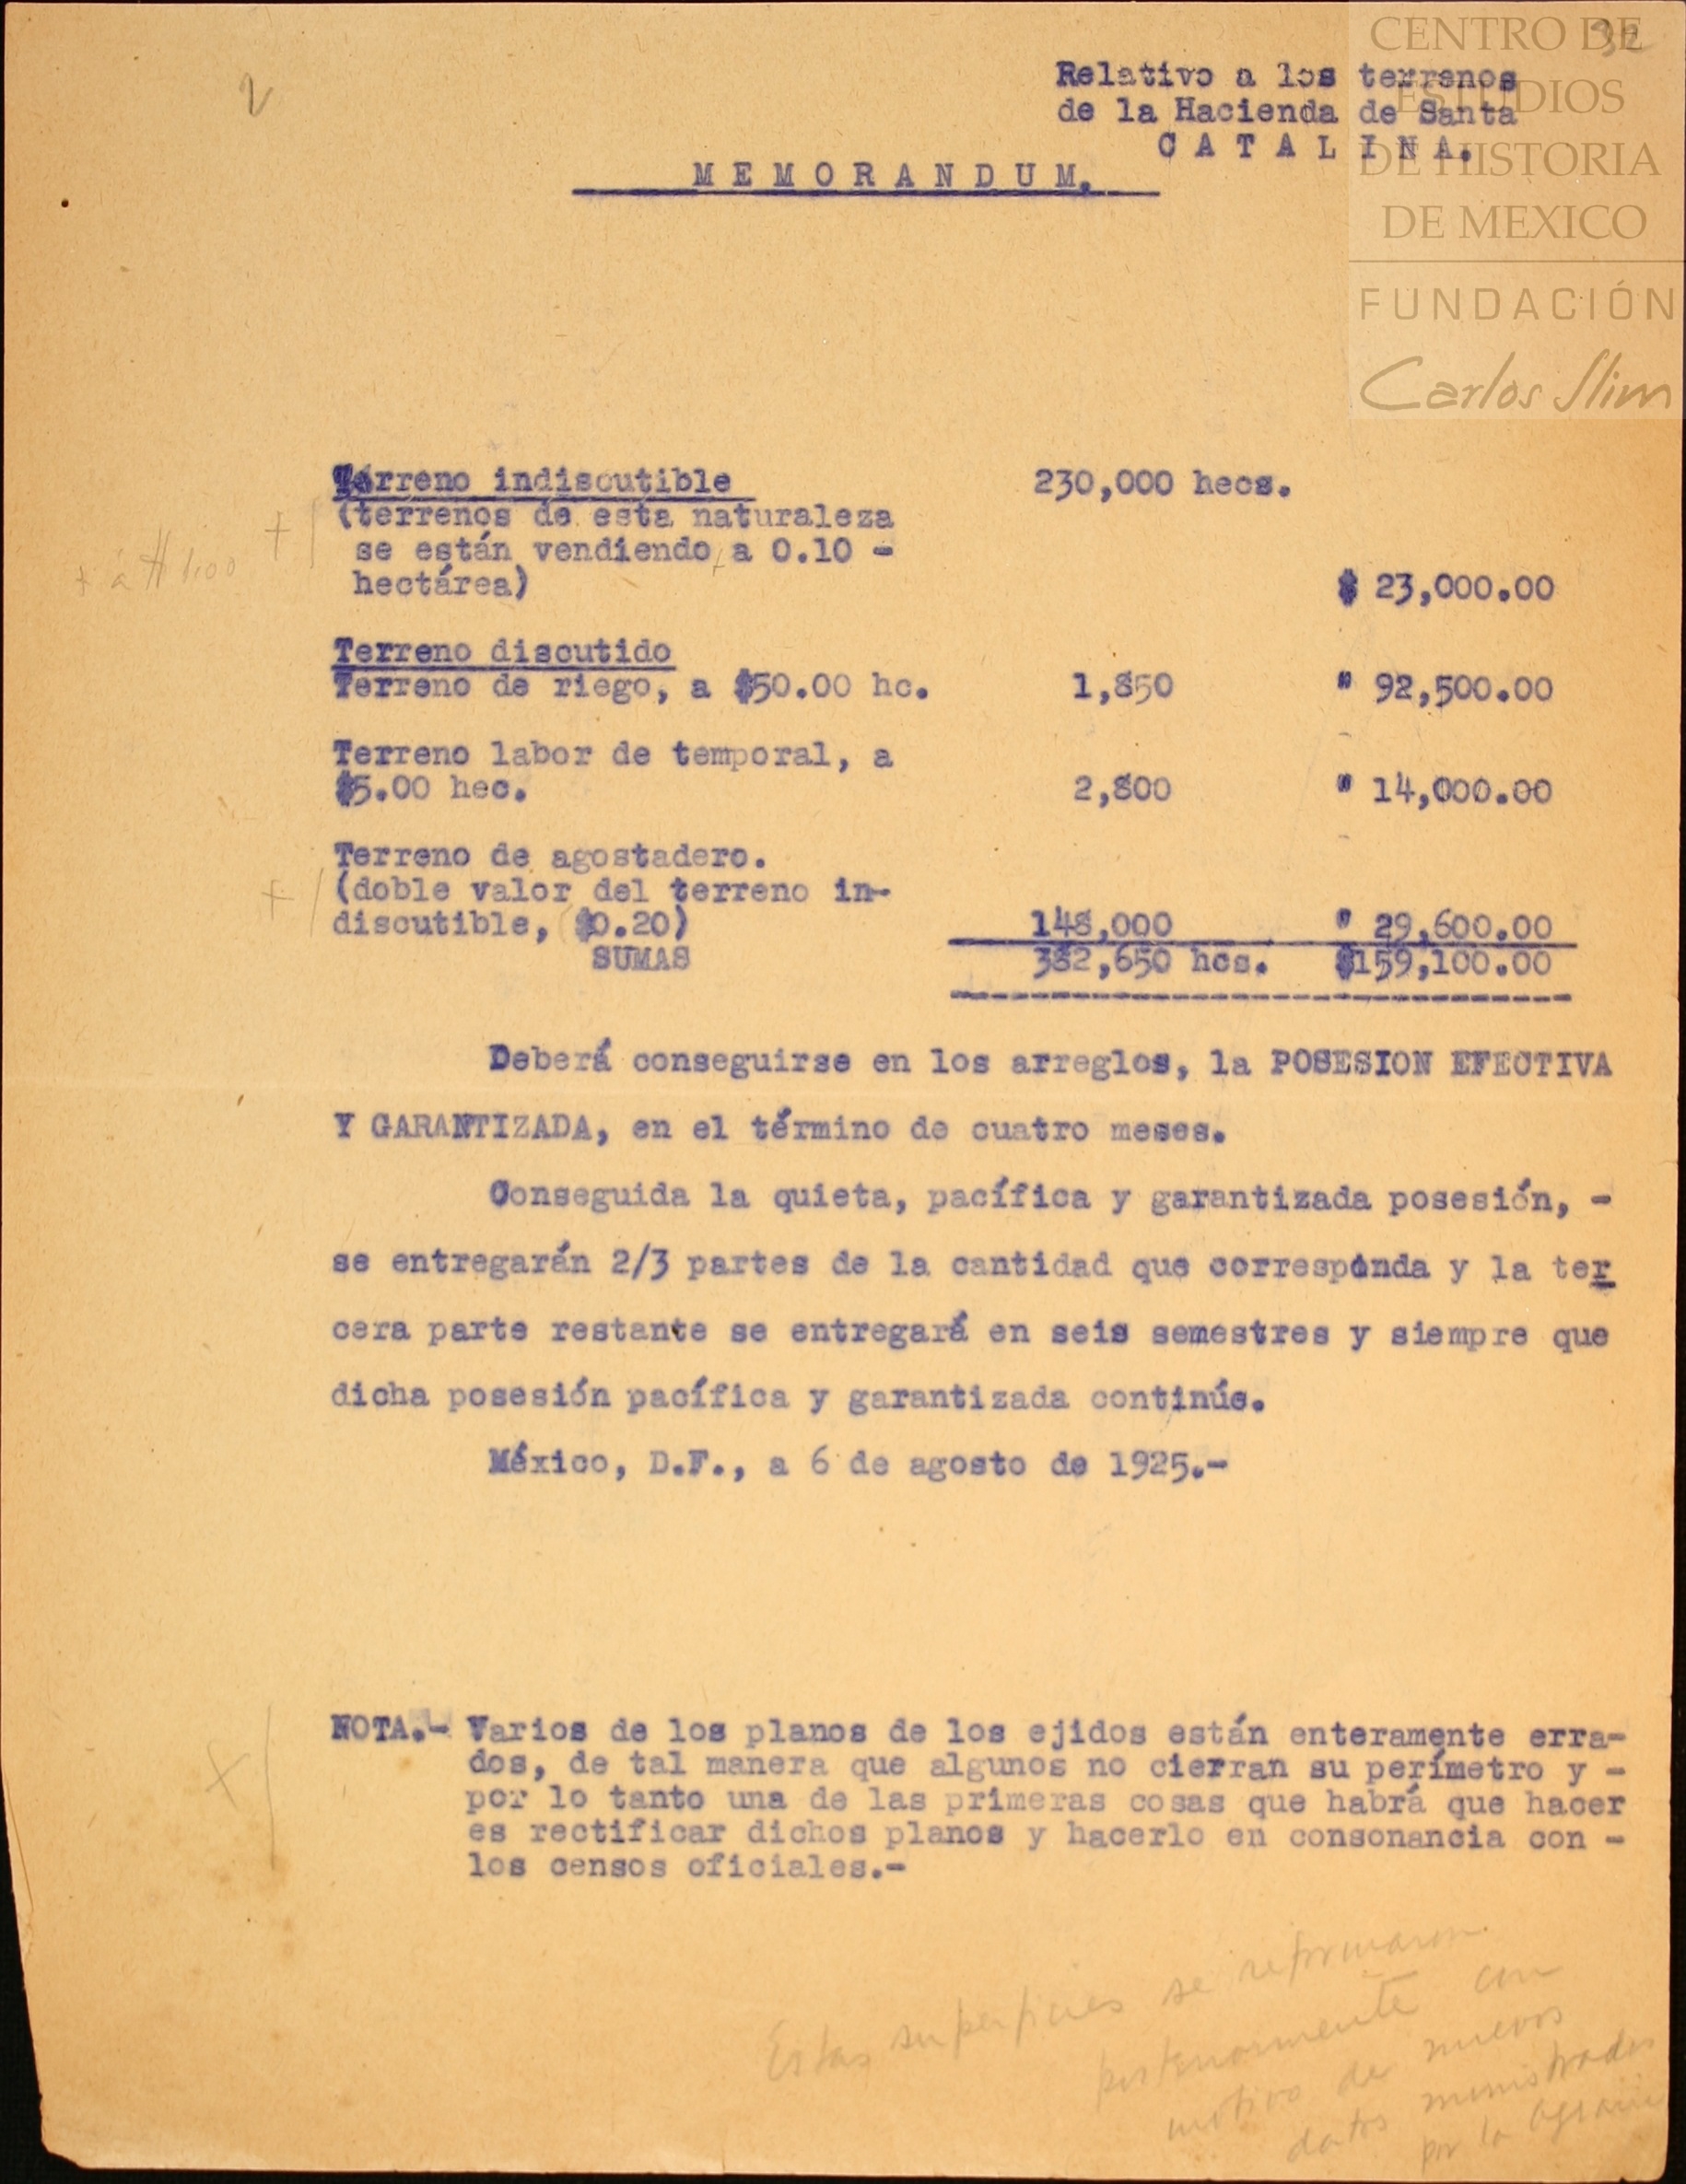 2
32
CENTRO DE
ESTUDIOS
DE HISTORIA
DE MEXICO
FUNDACIÓN
Carlos Slim
Relativo a los terrenos
de la Hacienda de Santa
C A T A L I N A.
M E M O R A N D U M.
Terreno indiscutible 230,000 hecs.
(terrenos de esta naturaleza
se están vendiendo a 0.10 -
hectárea) $ 23,000.00
+ á $ 1.00 +
Terreno discutido
Terreno de riego, a $50.00 hc. 1,850 " 92,500.00
Terreno labor de temporal, a
$5.00 hec. 2,800 " 14,000.00
Terreno de agostadero.
+ (doble valor del terreno in-
discutible, $0.20) 148,000 " 29,600.00
SUMAS 382,650 hcs. $159,100.00
Deberá conseguirse en los arreglos, la POSESION EFECTIVA
Y GARANTIZADA, en el término de cuatro meses.
Conseguida la quieta, pacífica y garantizada posesión, -
se entregarán 2/3 partes de la cantidad que corresponda y la ter
cera parte restante se entregará en seis semestres y siempre que
dicha posesión pacífica y garantizada continúe.
México, D.F., a 6 de agosto de 1925.-
NOTA.- Varios de los planos de los ejidos están enteramente erra-
dos, de tal manera que algunos no cierran su perímetro y -
por lo tanto una de las primeras cosas que habrá que hacer
es rectificar dichos planos y hacerlo en consonancia con -
los censos oficiales.-
Estas superficies se reformaron
posteriormente con
motivo de nuevos
datos ministrados
por la